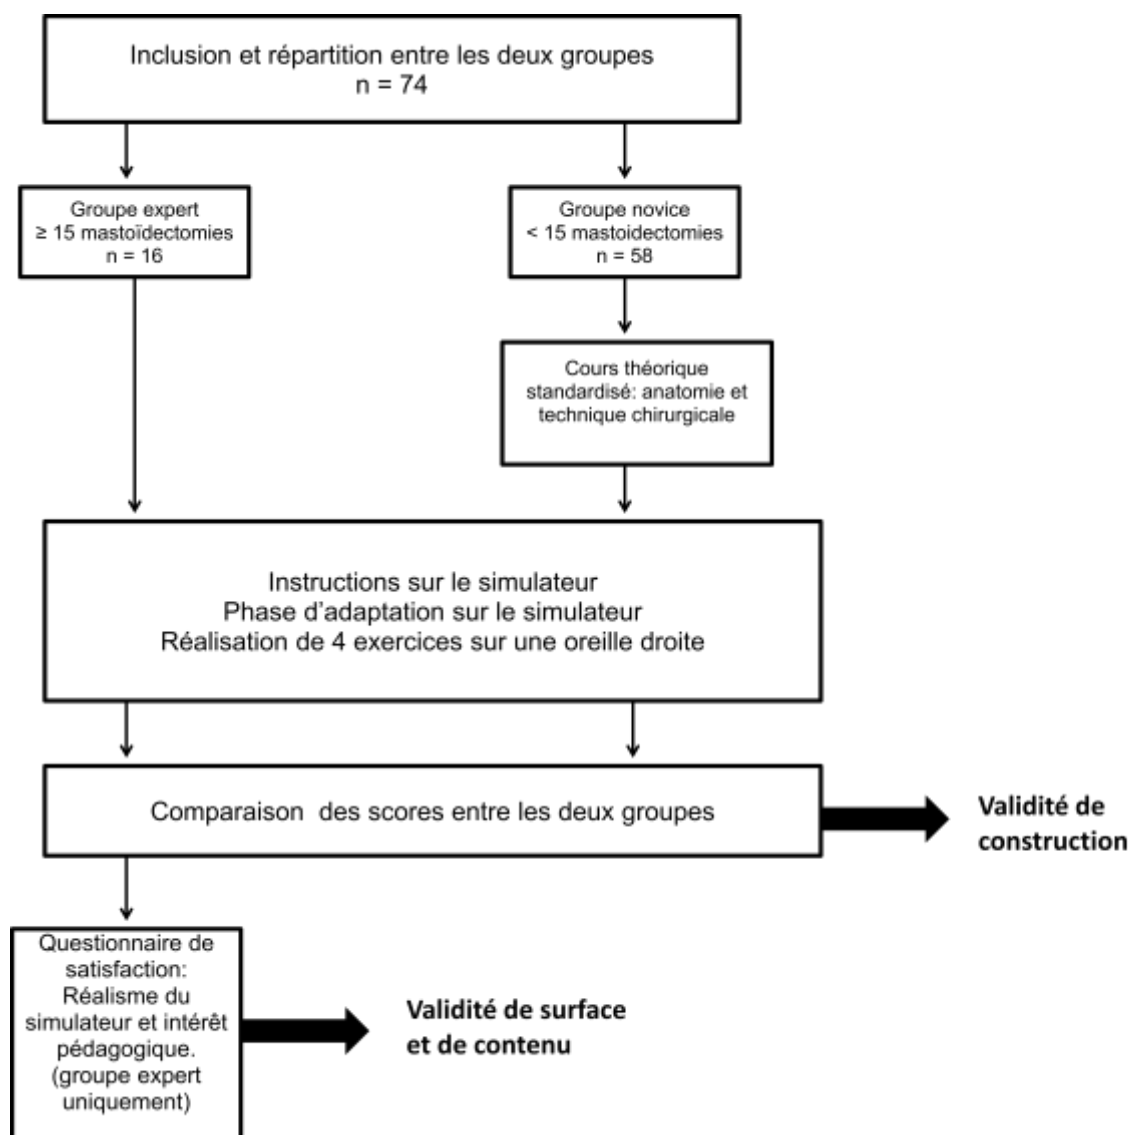 Inclusion et répartition entre les deux groupes
n = 74
Groupe expert
≥ 15 mastoïdectomies
n = 16
Groupe novice
< 15 mastoidectomies
n = 58
Cours théorique
standardisé: anatomie et
technique chirurgicale
Instructions sur le simulateur
Phase d'adaptation sur le simulateur
Réalisation de 4 exercices sur une oreille droite
Comparaison des scores entre les deux groupes
Validité de
construction
Questionnaire de
satisfaction:
Réalisme du
simulateur et intérêt
pédagogique.
(groupe expert
uniquement)
Validité de surface
et de contenu